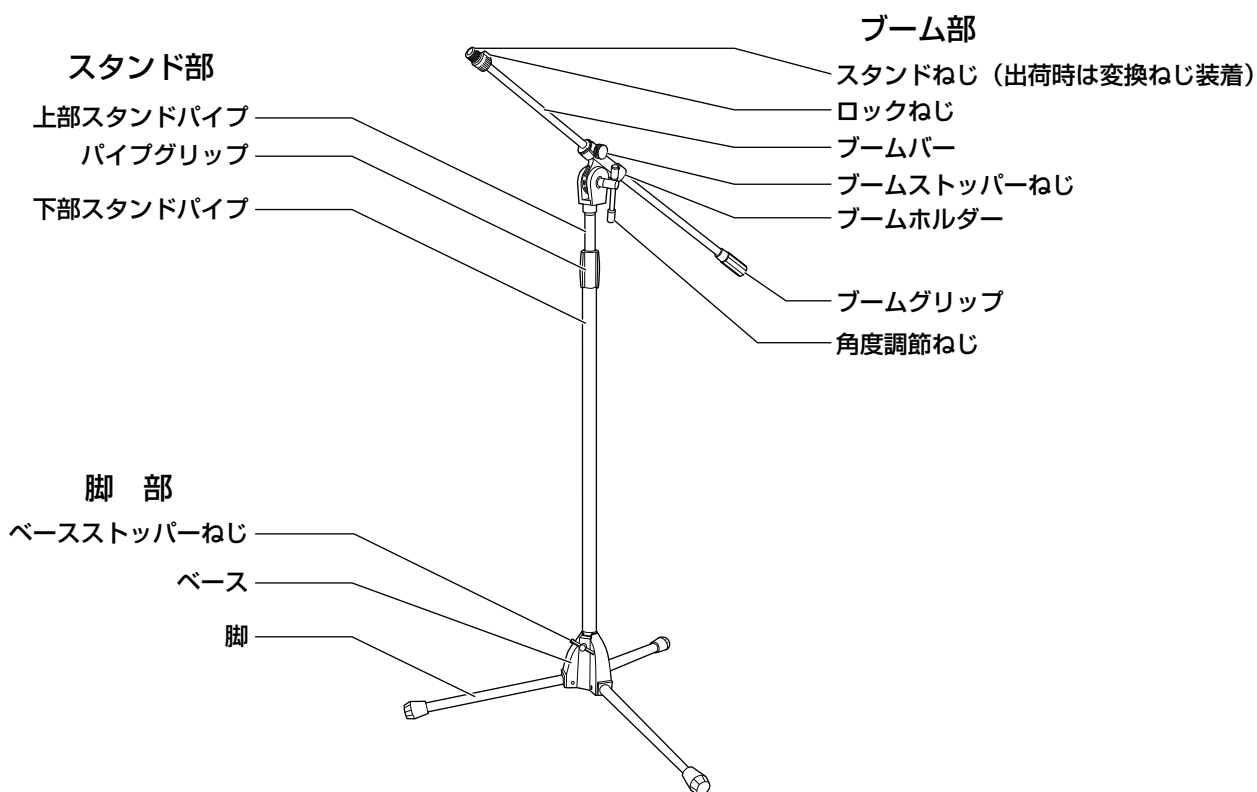 スタンド部
上部スタンドパイプ
パイプグリップ
下部スタンドパイプ
ブーム部
スタンドねじ（出荷時は変換ねじ装着）
ロックねじ
ブームバー
ブームストッパーねじ
ブームホルダー
ブームグリップ
角度調節ねじ
脚　部
ベースストッパーねじ
ベース
脚